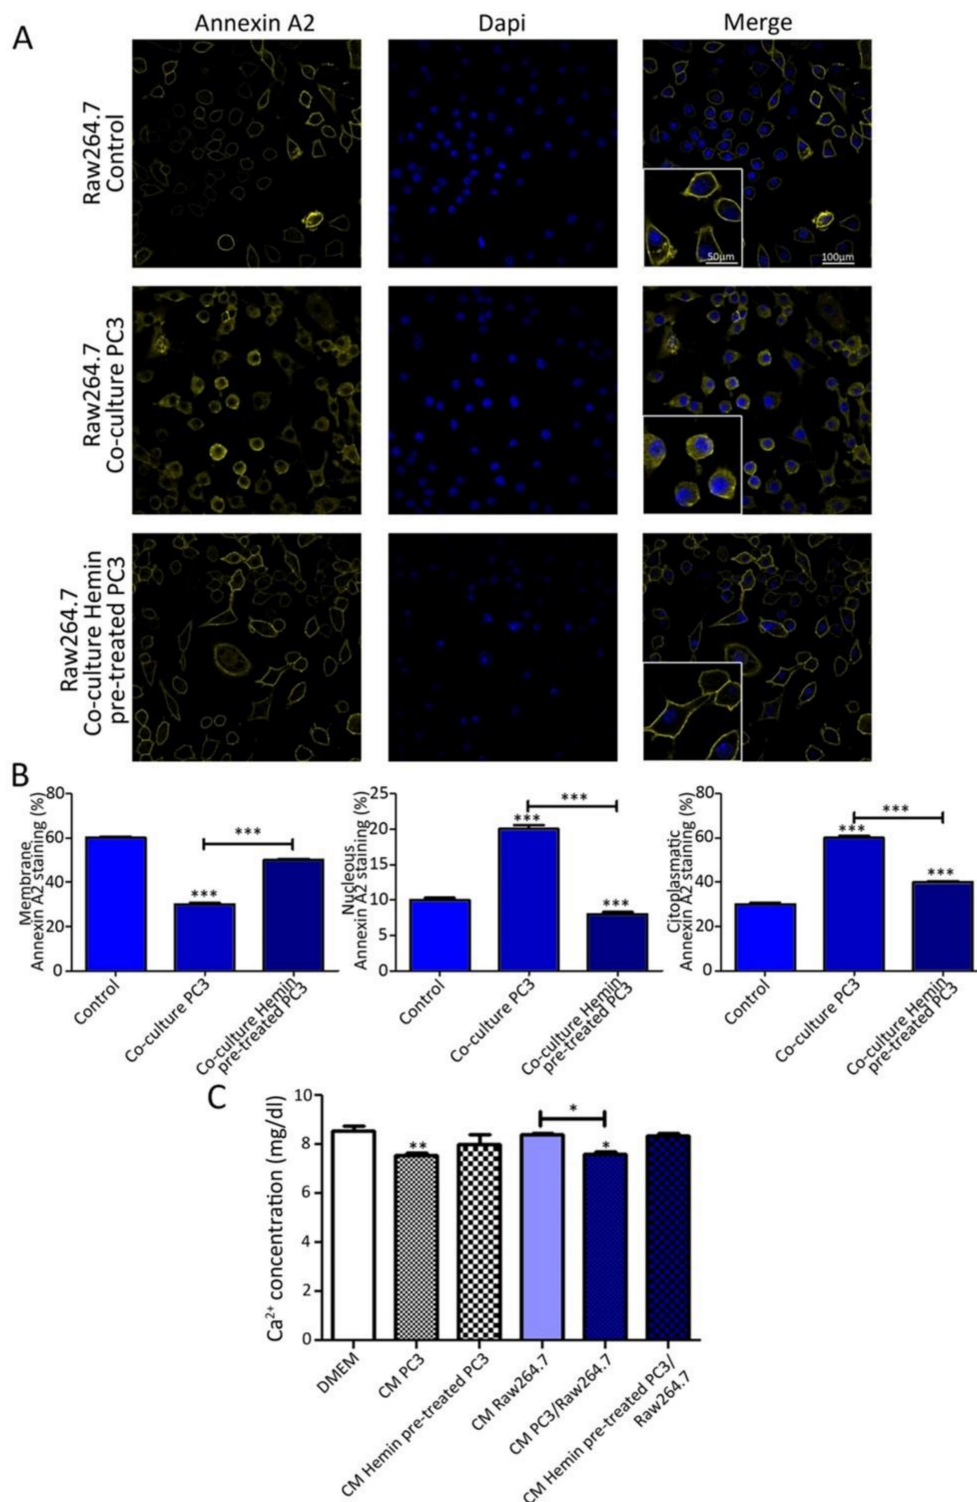 A
Annexin A2
Dapi
Merge
Raw264.7
Control
50µm
100µm
Raw264.7
Co-culture PC3
Raw264.7
Co-culture Hemin
pre-treated PC3
B
Membrane
Annexin A2 staining (%)
80
60
40
20
0
***
***
Control
Co-culture PC3
Co-culture Hemin
pre-treated PC3
Nucleous
Annexin A2 staining (%)
25
20
15
10
5
0
***
***
***
Control
Co-culture PC3
Co-culture Hemin
pre-treated PC3
Citoplasmatic
Annexin A2 staining (%)
80
60
40
20
0
***
***
***
Control
Co-culture PC3
Co-culture Hemin
pre-treated PC3
C
Ca²⁺ concentration (mg/dl)
10
8
6
4
2
0
**
*
*
DMEM
CM PC3
CM Hemin pre-treated PC3
CM Raw264.7
CM PC3/Raw264.7
CM Hemin pre-treated PC3/
Raw264.7